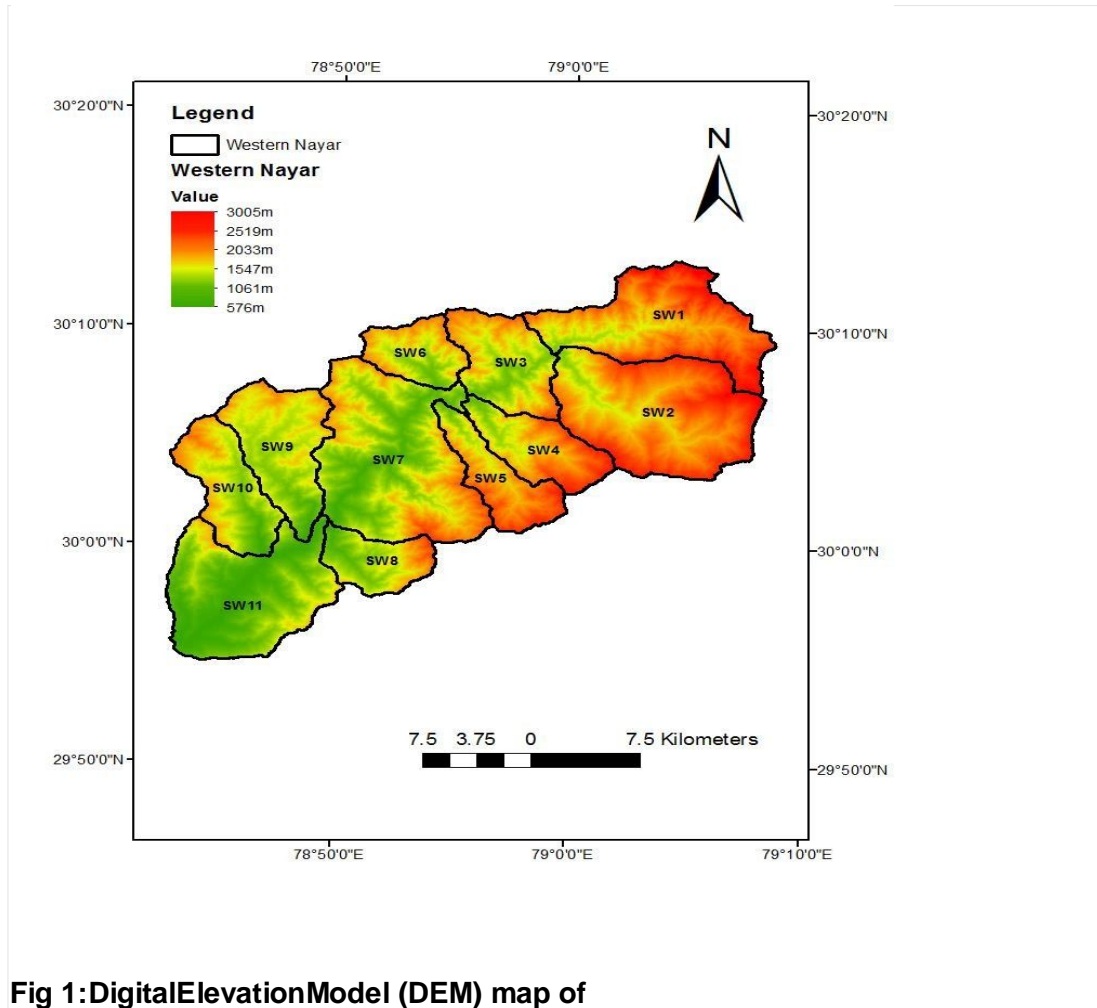 78°50'0"E 79°0'0"E
30°20'0"N
30°20'0"N
Legend
Western Nayar
Western Nayar
Value
3005m
2519m
2033m
1547m
1061m
576m
N
30°10'0"N
30°10'0"N
SW1
SW6
SW3
SW2
SW9
SW7
SW4
SW5
SW10
30°0'0"N
30°0'0"N
SW8
SW11
7.5 3.75 0 7.5 Kilometers
29°50'0"N
29°50'0"N
78°50'0"E 79°0'0"E 79°10'0"E
Fig 1:DigitalElevationModel (DEM) map of